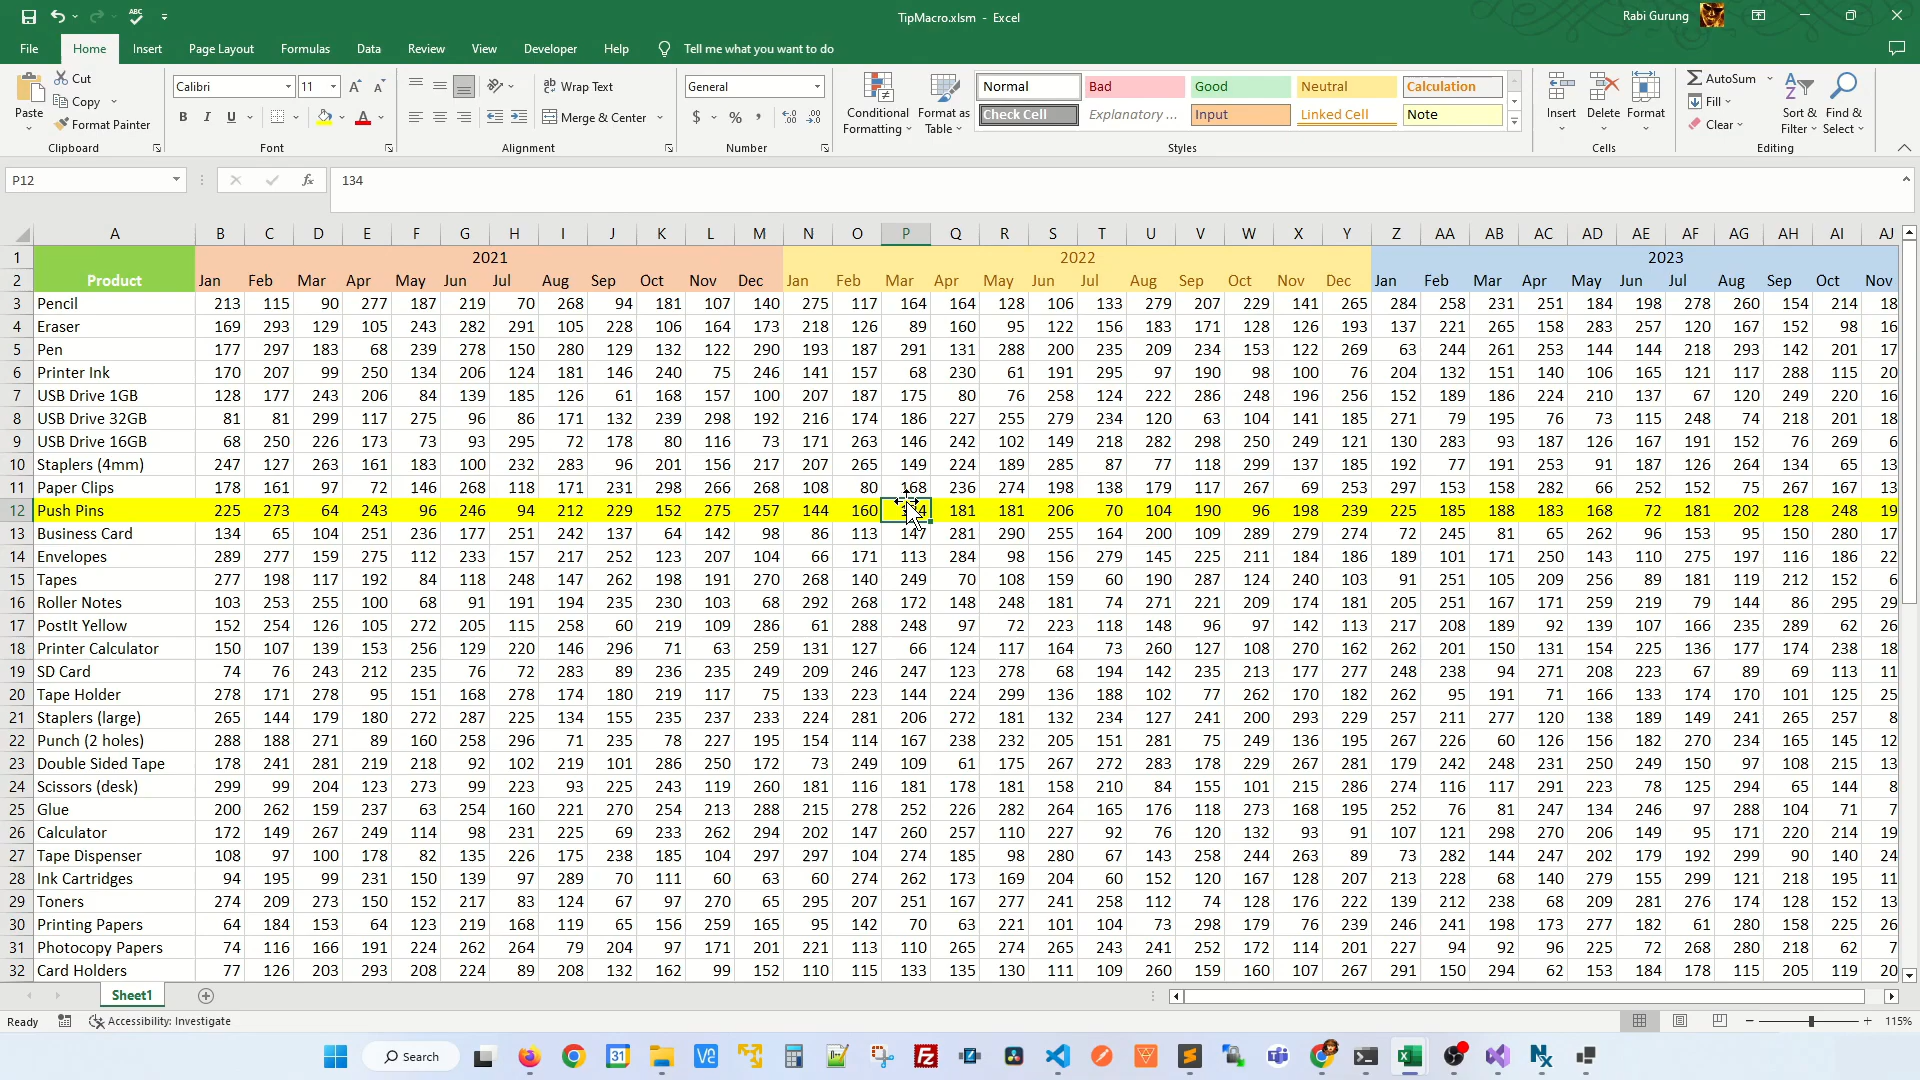 TipMacro.xlsm - Excel
Rabi Gurung
File Home Insert Page Layout Formulas Data Review View Developer Help Tell me what you want to do
Paste Cut Copy Format Painter Clipboard
Calibri 11 B I U A A Font
Wrap Text Merge & Center Alignment
General $ % Number
Conditional Formatting Format as Table
Normal Bad Good Neutral Calculation
Check Cell Explanatory ... Input Linked Cell Note
Styles
Insert Delete Format Cells
AutoSum Fill Clear Sort & Filter Find & Select Editing
P12 fx 134
A B C D E F G H I J K L M N O P Q R S T U V W X Y Z AA AB AC AD AE AF AG AH AI AJ
1 2021 2022 2023
2 Product Jan Feb Mar Apr May Jun Jul Aug Sep Oct Nov Dec Jan Feb Mar Apr May Jun Jul Aug Sep Oct Nov Dec Jan Feb Mar Apr May Jun Jul Aug Sep Oct Nov
3 Pencil 213 115 90 277 187 219 70 268 94 181 107 140 275 117 164 164 128 106 133 279 207 229 141 265 284 258 231 251 184 198 278 260 154 214 18
4 Eraser 169 293 129 105 243 282 291 105 228 106 164 173 218 126 89 160 95 122 156 183 171 128 126 193 137 221 265 158 283 257 120 167 152 98 16
5 Pen 177 297 183 68 239 278 150 280 129 132 122 290 193 187 291 131 288 200 235 209 234 153 122 269 63 244 261 253 144 144 218 293 142 201 17
6 Printer Ink 170 207 99 250 134 206 124 181 146 240 75 246 141 157 68 230 61 191 295 97 190 98 100 76 204 132 151 140 106 165 121 117 288 115 20
7 USB Drive 1GB 128 177 243 206 84 139 185 126 61 168 157 100 207 187 175 80 76 258 124 222 286 248 196 256 152 189 186 224 210 137 67 120 249 220 16
8 USB Drive 32GB 81 81 299 117 275 96 86 171 132 239 298 192 216 174 186 227 255 279 234 120 63 104 141 185 271 79 195 76 73 115 248 74 218 201 18
9 USB Drive 16GB 68 250 226 173 73 93 295 72 178 80 116 73 171 263 146 242 102 149 218 282 298 250 249 121 130 283 93 187 126 167 191 152 76 269 6
10 Staplers (4mm) 247 127 263 161 183 100 232 283 96 201 156 217 207 265 149 224 189 285 87 77 118 299 137 185 192 77 191 253 91 187 126 264 134 65 13
11 Paper Clips 178 161 97 72 146 268 118 171 231 298 266 268 108 80 168 236 274 198 138 179 117 267 69 253 297 153 158 282 66 252 152 75 267 167 13
12 Push Pins 225 273 64 243 96 246 94 212 229 152 275 257 144 160 181 181 206 70 104 190 96 198 239 225 185 188 183 168 72 181 202 128 248 19
13 Business Card 134 65 104 251 236 177 251 242 137 64 142 98 86 113 147 281 290 255 164 200 109 289 279 274 72 245 81 65 262 96 153 95 150 280 17
14 Envelopes 289 277 159 275 112 233 157 217 252 123 207 104 66 171 113 284 98 156 279 145 225 211 184 186 189 101 171 250 143 110 275 197 116 186 22
15 Tapes 277 198 117 192 84 118 248 147 262 198 191 270 268 140 249 70 108 159 60 190 287 124 240 103 91 251 105 209 256 89 181 119 212 152 6
16 Roller Notes 103 253 255 100 68 91 191 194 235 230 103 68 292 268 172 148 248 181 74 271 221 209 174 181 205 251 167 171 259 219 79 144 86 295 29
17 PostIt Yellow 152 254 126 105 272 205 115 258 60 219 109 286 61 288 248 97 72 223 118 148 96 97 142 113 217 208 189 92 139 107 166 235 289 62 26
18 Printer Calculator 150 107 139 153 256 129 220 146 296 71 63 259 131 127 66 124 117 164 73 260 127 108 270 162 262 201 150 131 154 225 136 177 174 238 18
19 SD Card 74 76 243 212 235 76 72 283 89 236 235 249 209 246 247 123 278 68 194 142 235 213 177 277 248 238 94 271 208 223 67 89 69 113 11
20 Tape Holder 278 171 278 95 151 168 278 174 180 219 117 75 133 223 144 224 299 136 188 102 77 262 170 182 262 95 191 71 166 133 174 170 101 125 25
21 Staplers (large) 265 144 179 180 272 287 225 134 155 235 237 233 224 281 206 272 181 132 234 127 241 200 293 229 257 211 277 120 138 189 149 241 265 257 8
22 Punch (2 holes) 288 188 271 89 160 258 296 71 235 78 227 195 154 114 167 238 232 205 151 281 75 249 136 195 267 226 60 126 156 182 270 234 165 145 12
23 Double Sided Tape 178 241 281 219 218 92 102 219 101 286 250 172 73 249 109 61 175 267 272 283 178 229 267 281 179 242 248 231 250 249 150 97 108 215 13
24 Scissors (desk) 299 99 204 123 273 99 223 93 225 243 119 260 181 116 181 178 181 158 210 84 155 101 215 286 274 116 117 291 223 78 125 294 65 144 8
25 Glue 200 262 159 237 63 254 160 221 270 254 213 288 215 278 252 226 282 264 165 176 118 273 168 195 252 76 81 247 134 246 97 288 104 71 7
26 Calculator 172 149 267 249 114 98 231 225 69 233 262 294 202 147 260 257 110 227 92 76 120 132 93 91 107 121 298 270 206 149 95 171 220 214 19
27 Tape Dispenser 108 97 100 178 82 135 226 175 238 185 104 297 297 104 274 185 98 280 67 143 258 244 263 89 73 282 144 247 202 179 192 299 90 140 24
28 Ink Cartridges 94 195 99 231 150 139 97 289 70 111 60 63 60 274 262 173 169 204 60 152 120 167 128 207 213 228 68 140 279 155 299 121 218 195 11
29 Toners 274 209 273 150 152 217 83 124 67 97 270 65 295 207 251 167 277 241 258 112 74 128 176 222 139 212 238 68 209 281 276 174 128 152 13
30 Printing Papers 64 184 153 64 123 219 168 119 65 156 259 165 95 142 70 63 221 101 104 73 298 179 76 239 246 241 198 173 277 182 61 280 158 225 26
31 Photocopy Papers 74 116 166 191 224 262 264 79 204 97 171 201 221 113 110 265 274 265 243 241 252 172 114 201 227 94 92 96 225 72 268 280 218 62 7
32 Card Holders 77 126 203 293 208 224 89 208 132 162 99 152 110 115 133 135 130 111 109 260 159 160 107 267 291 150 294 62 153 184 178 115 205 119 20
Sheet1
Ready Accessibility: Investigate 115%
Search